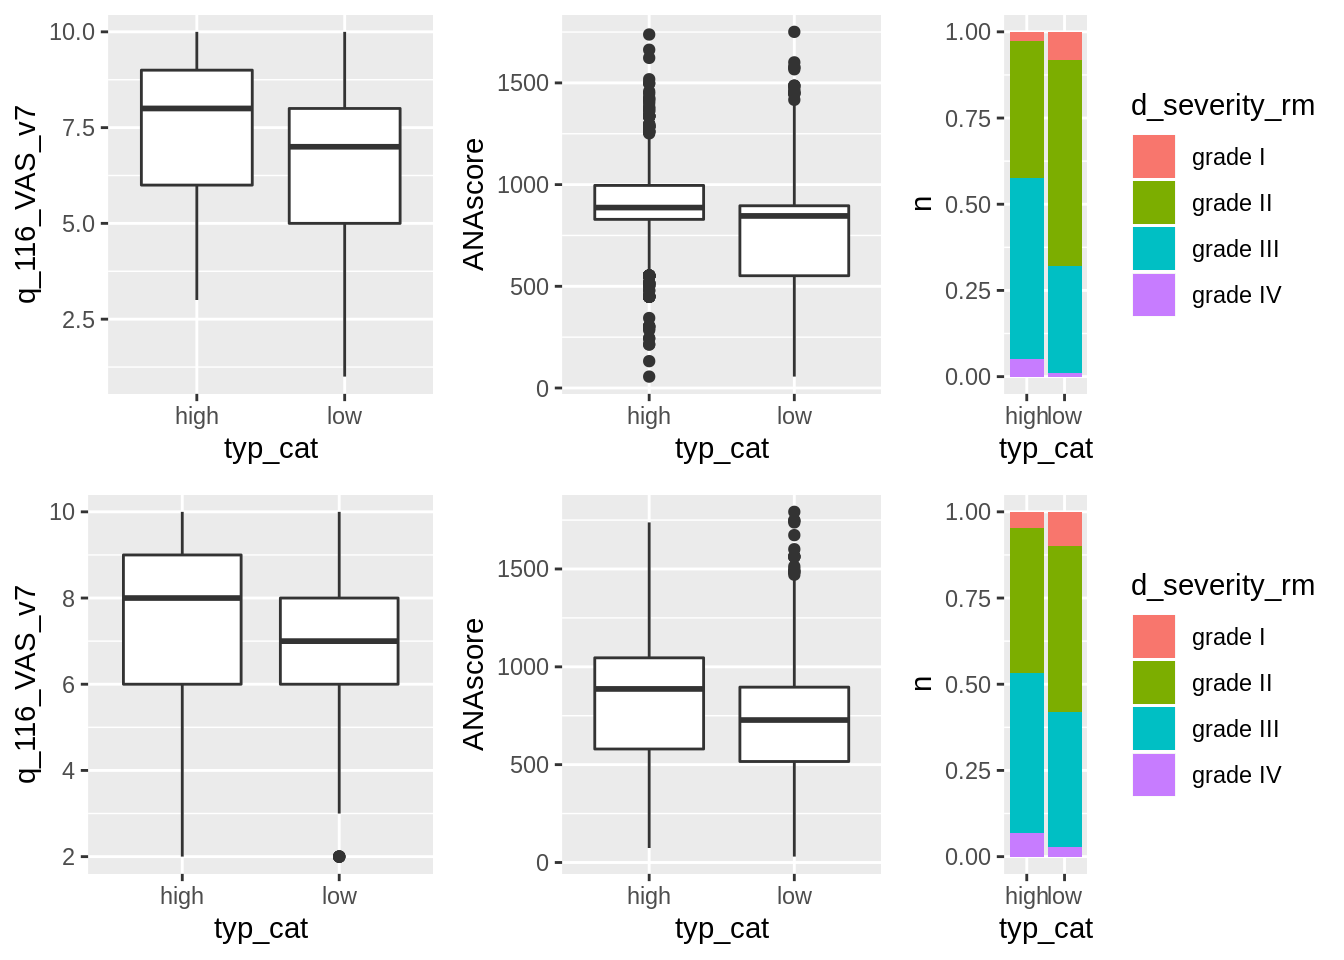 q_116_VAS_v7
10.0
7.5
5.0
2.5
high
low
typ_cat
ANAscore
1500
1000
500
0
high
low
typ_cat
n
1.00
0.75
0.50
0.25
0.00
high
low
typ_cat
d_severity_rm
grade I
grade II
grade III
grade IV
q_116_VAS_v7
10
8
6
4
2
high
low
typ_cat
ANAscore
1500
1000
500
0
high
low
typ_cat
n
1.00
0.75
0.50
0.25
0.00
high
low
typ_cat
d_severity_rm
grade I
grade II
grade III
grade IV